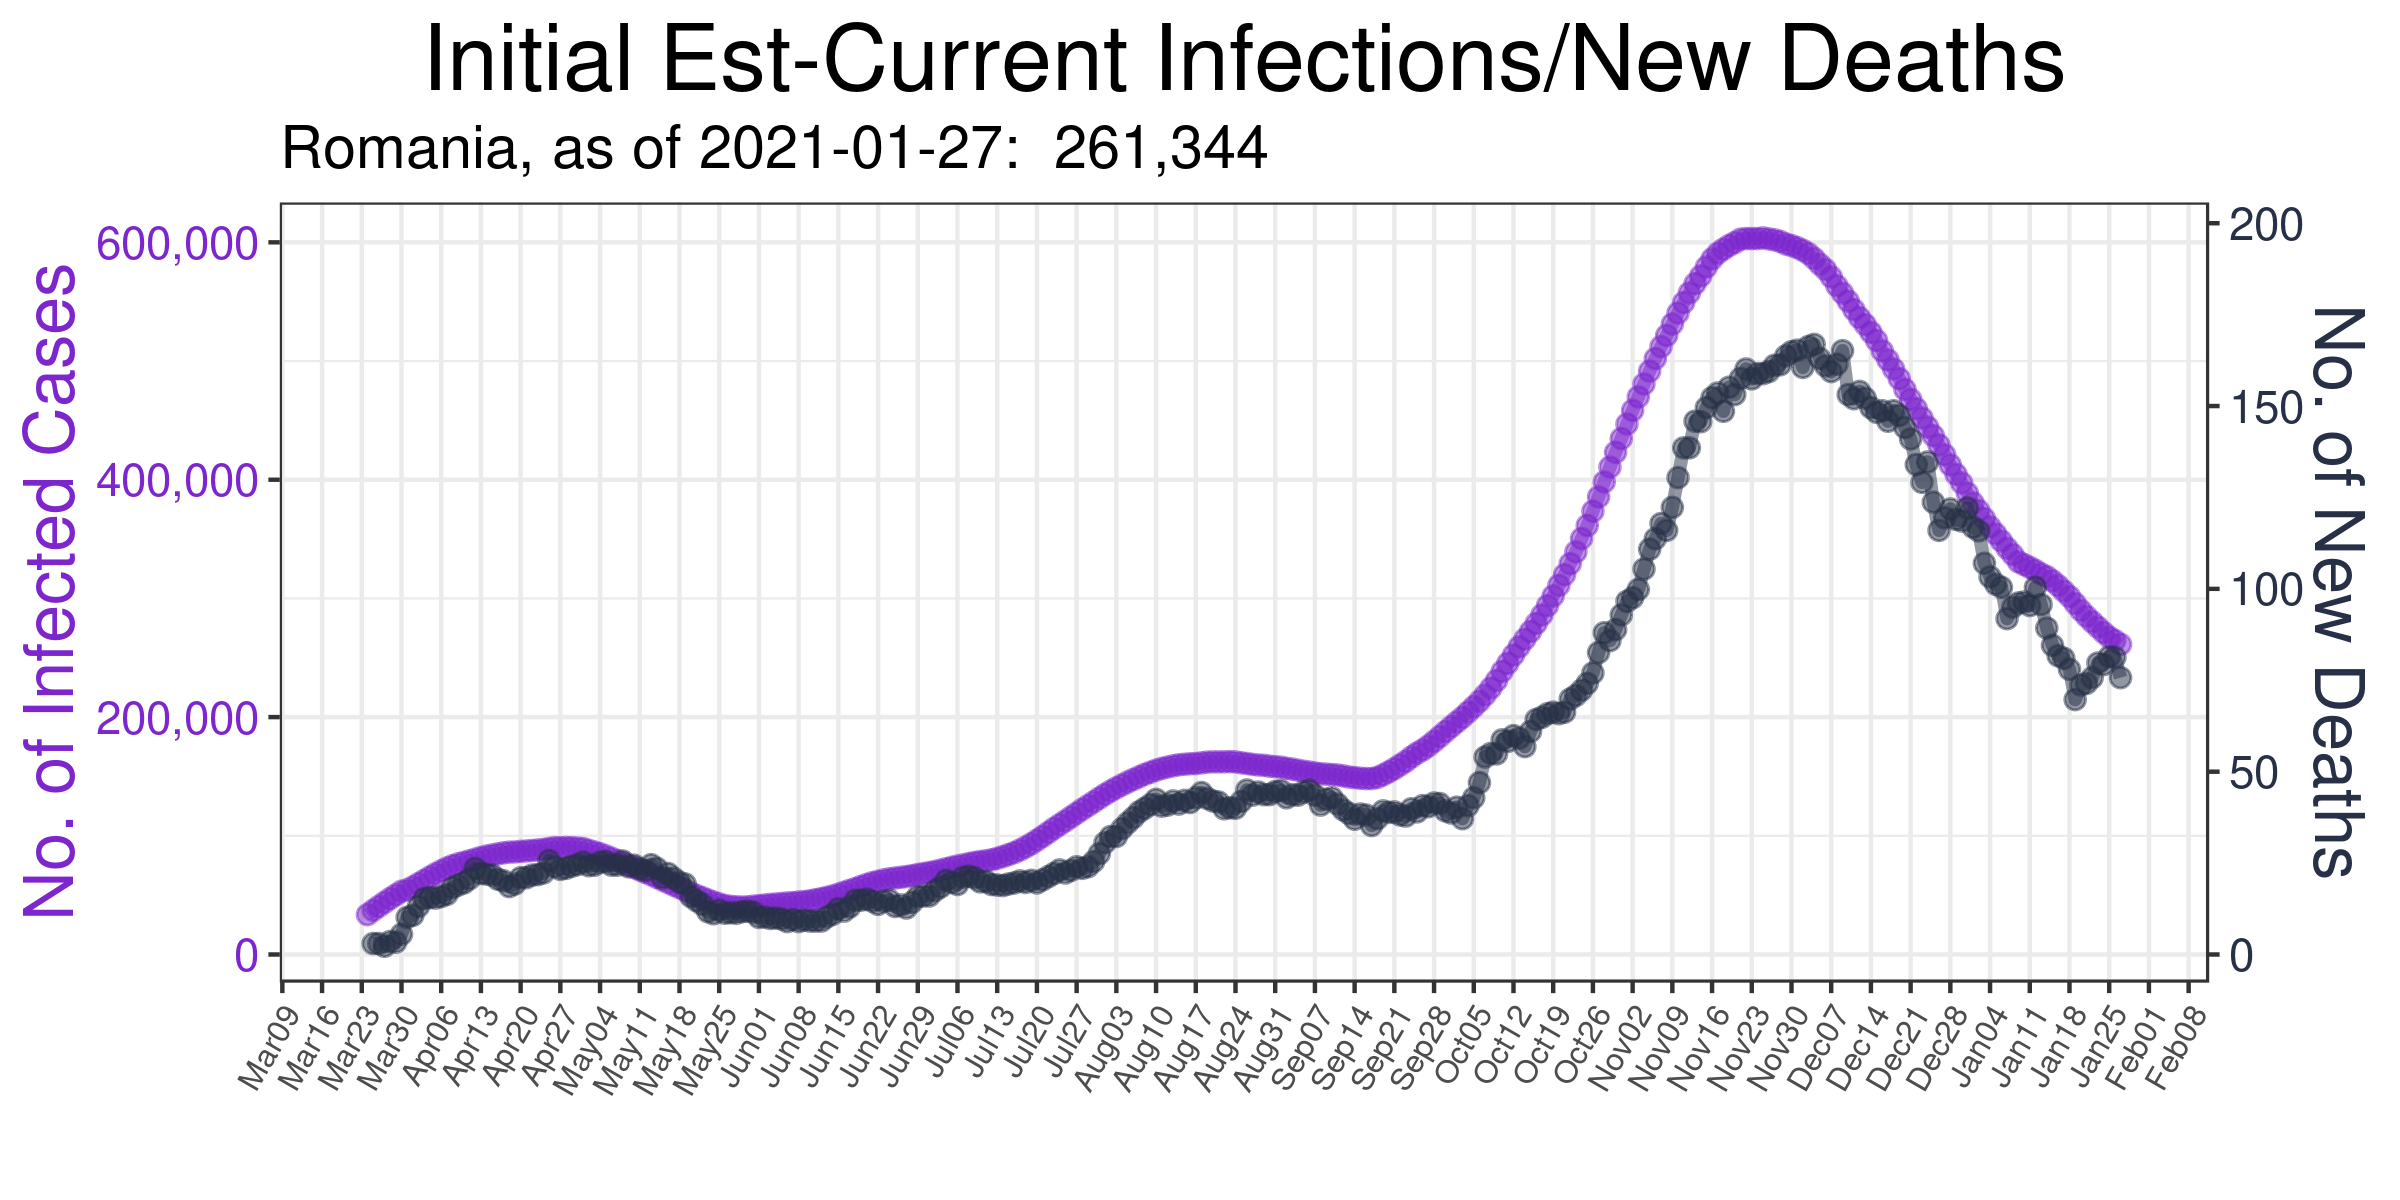 Initial Est-Current Infections/New Deaths
Romania, as of 2021-01-27:  261,344
No. of Infected Cases
600,000
400,000
200,000
0
200
150
100
50
0
No. of New Deaths
Mar09
Mar16
Mar23
Mar30
Apr06
Apr13
Apr20
Apr27
May04
May11
May18
May25
Jun01
Jun08
Jun15
Jun22
Jun29
Jul06
Jul13
Jul20
Jul27
Aug03
Aug10
Aug17
Aug24
Aug31
Sep07
Sep14
Sep21
Sep28
Oct05
Oct12
Oct19
Oct26
Nov02
Nov09
Nov16
Nov23
Nov30
Dec07
Dec14
Dec21
Dec28
Jan04
Jan11
Jan18
Jan25
Feb01
Feb08